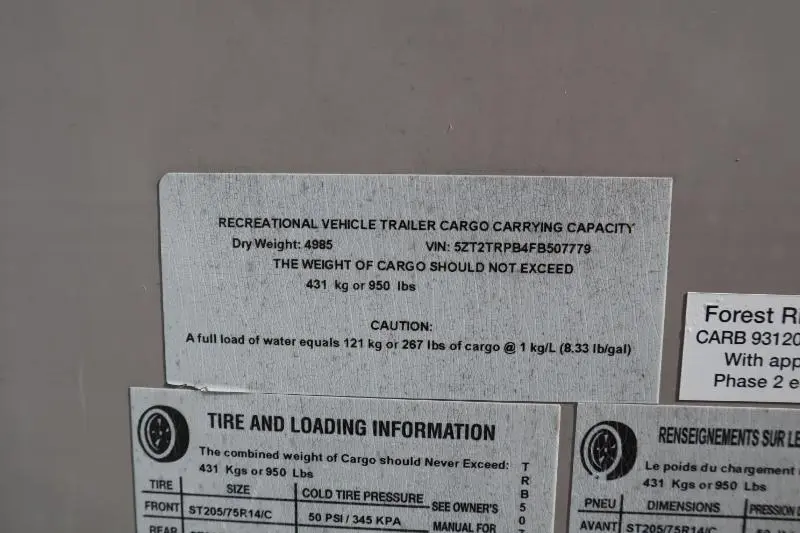 RECREATIONAL VEHICLE TRAILER CARGO CARRYING CAPACITY
Dry Weight: 4985 VIN: 5ZT2TRPB4FB507779
THE WEIGHT OF CARGO SHOULD NOT EXCEED
431 kg or 950 lbs
CAUTION:
A full load of water equals 121 kg or 267 lbs of cargo @ 1 kg/L (8.33 lb/gal)
Forest
CARB 93120
With
Phase 2
TIRE AND LOADING INFORMATION
The combined weight of Cargo should Never Exceed:
431 Kgs or 950 Lbs
TIRE SIZE COLD TIRE PRESSURE SEE OWNER'S
FRONT ST205/75R14/C 50 PSI / 345 KPA MANUAL FOR
REAR
T
R
B
5
0
RENSEIGNEMENTS SUR
Le poids du chargement
431 Kgs or 950 Lbs
PNEU DIMENSIONS PRESSION
AVANT ST205/75R14/C